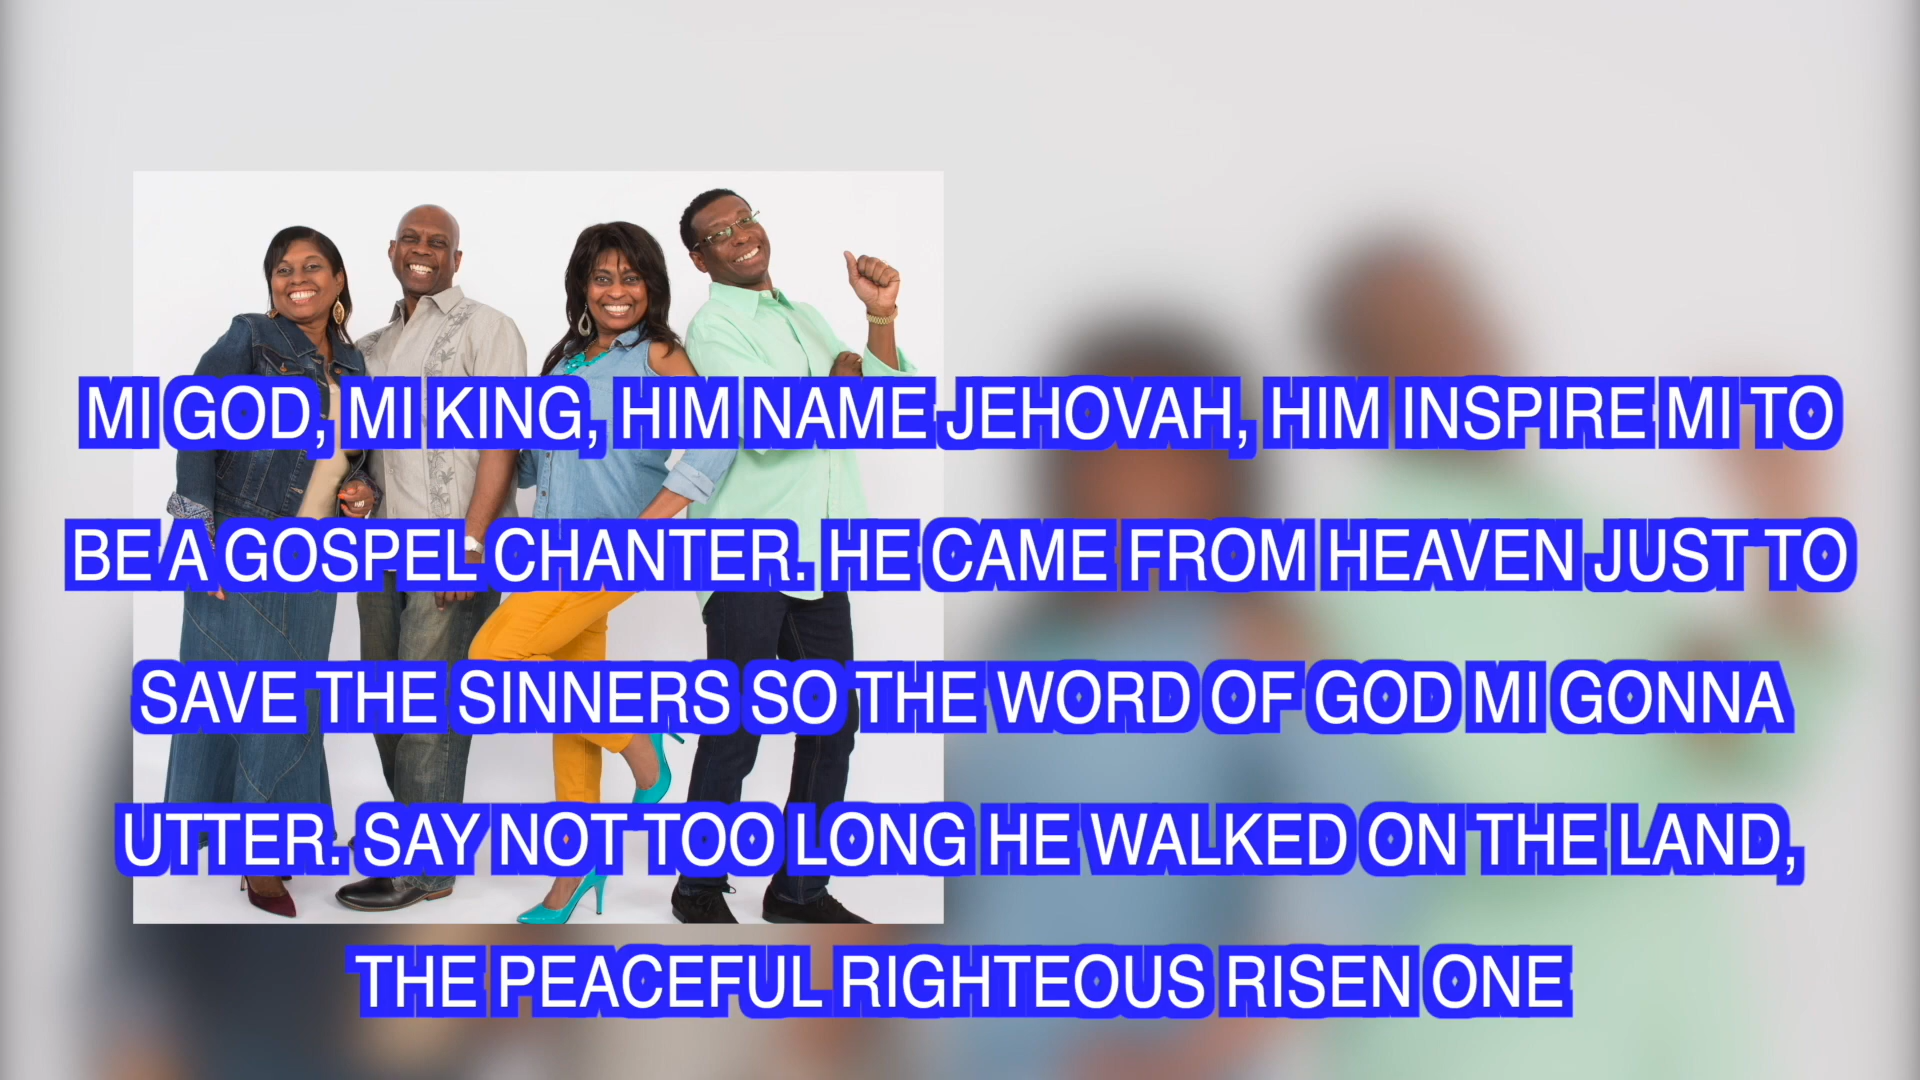 MI GOD, MI KING, HIM NAME JEHOVAH, HIM INSPIRE MI TO
BE A GOSPEL CHANTER. HE CAME FROM HEAVEN JUST TO
SAVE THE SINNERS SO THE WORD OF GOD MI GONNA
UTTER. SAY NOT TOO LONG HE WALKED ON THE LAND,
THE PEACEFUL RIGHTEOUS RISEN ONE